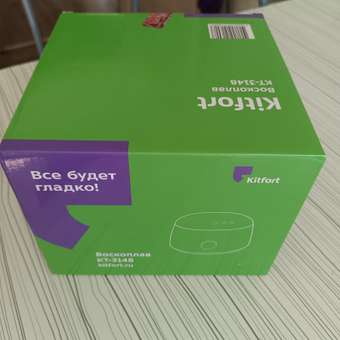 Kitfort
Воскоплав
КТ-3148
Все будет
гладко!
Kitfort
Воскоплав
КТ-3148
kitfort.ru